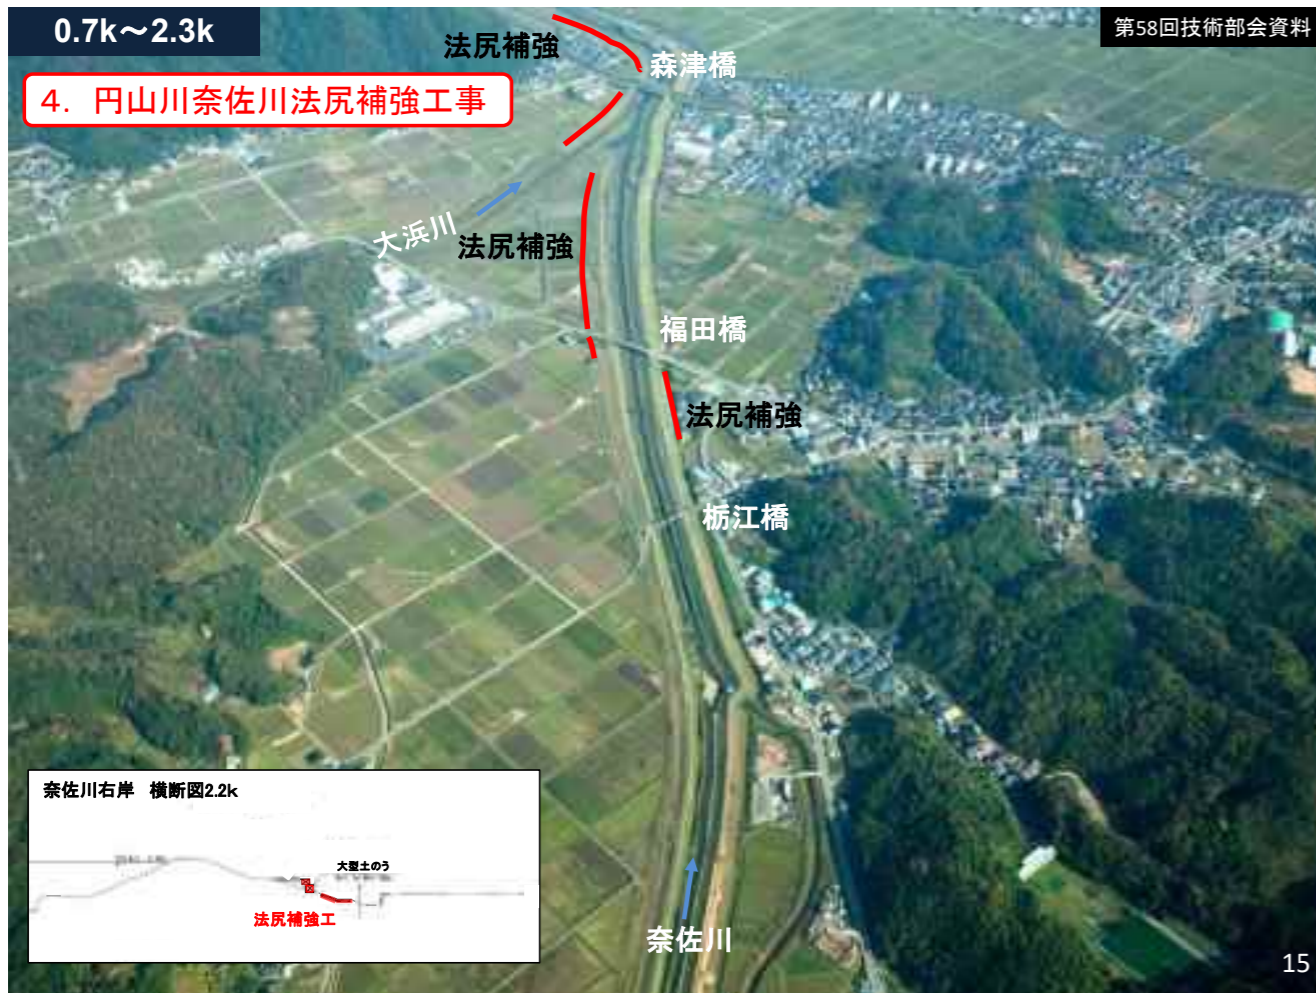 0.7k～2.3k
第58回技術部会資料
4. 円山川奈佐川法尻補強工事
法尻補強
森津橋
大浜川
法尻補強
福田橋
法尻補強
栃江橋
奈佐川右岸 横断図2.2k
大型土のう
法尻補強工
奈佐川
15